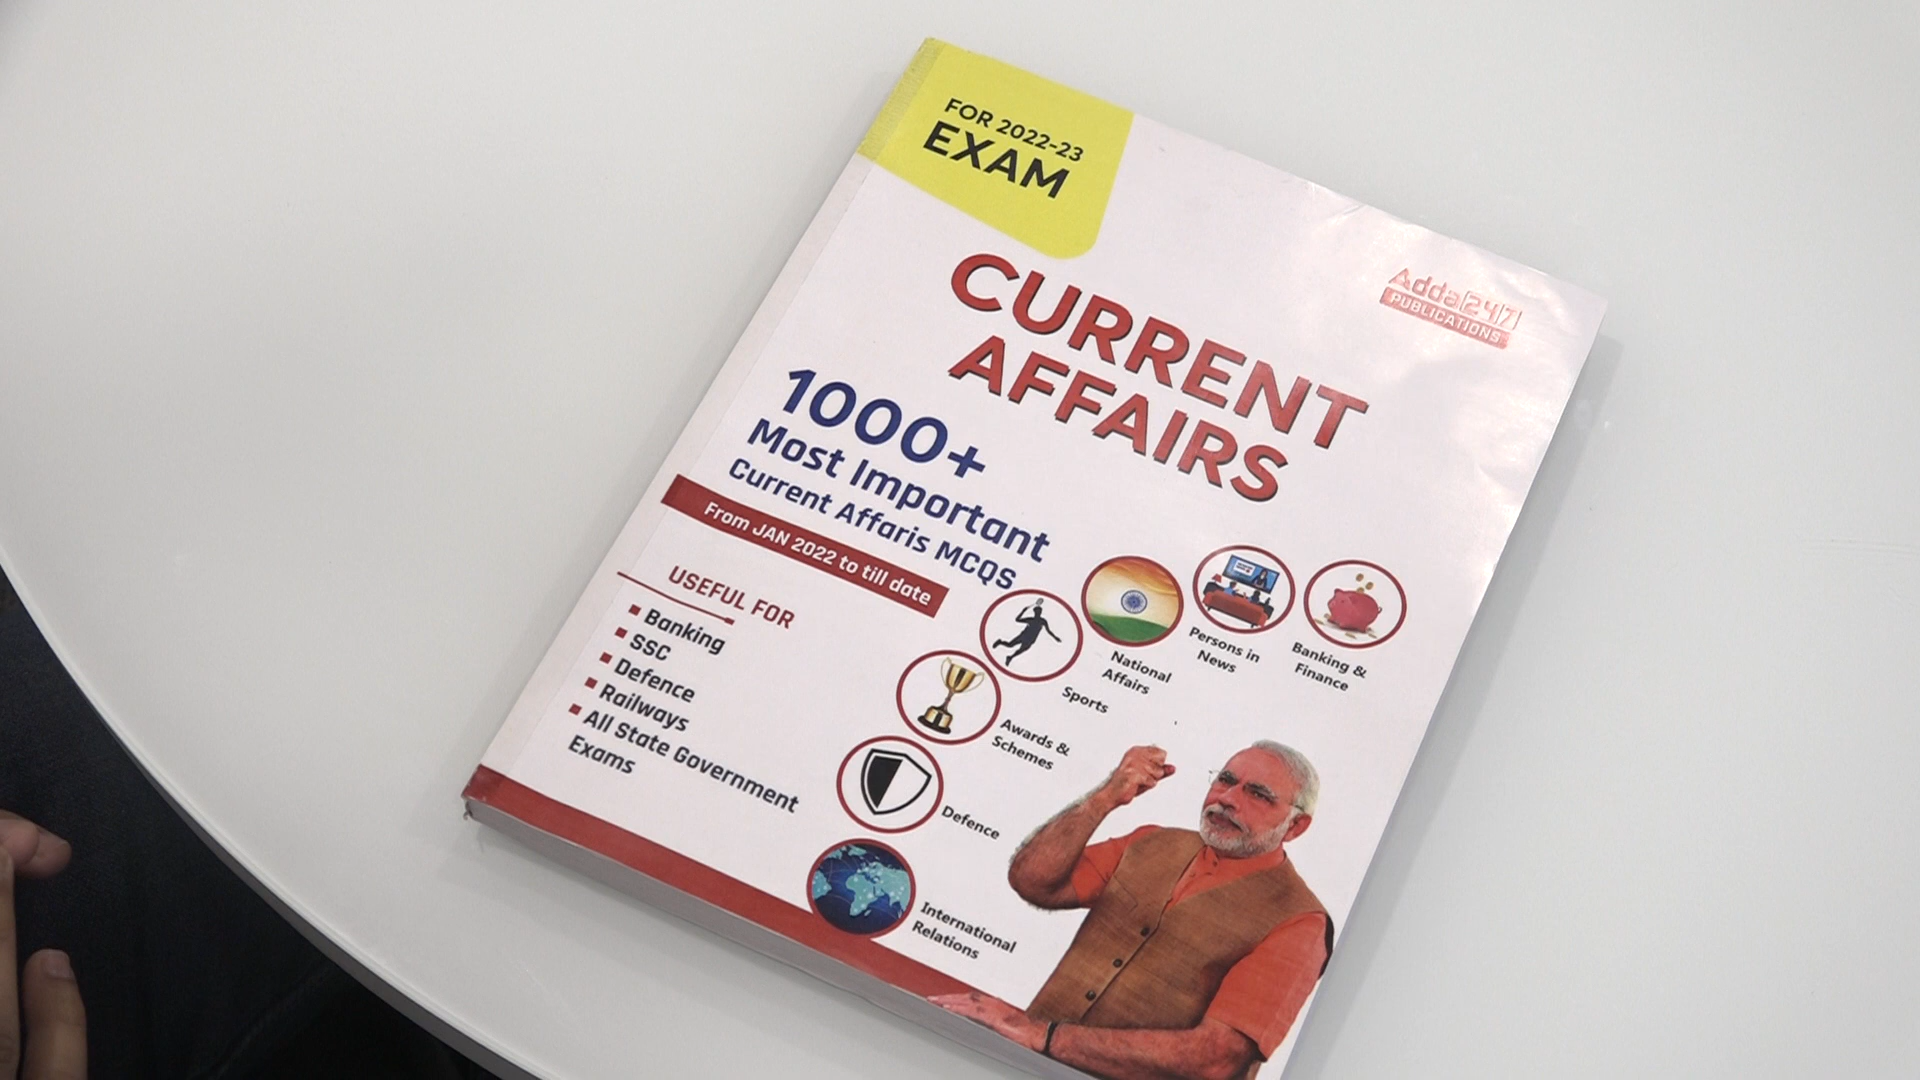 FOR 2022-23
EXAM
Adda247
PUBLICATIONS
CURRENT
AFFAIRS
1000+
Most Important
Current Affaris MCQS
From JAN 2022 to till date
USEFUL FOR
Banking
SSC
Defence
Railways
All State Government
Exams
Banking &
Finance
Persons in
News
National
Affairs
Sports
Awards &
Schemes
Defence
International
Relations